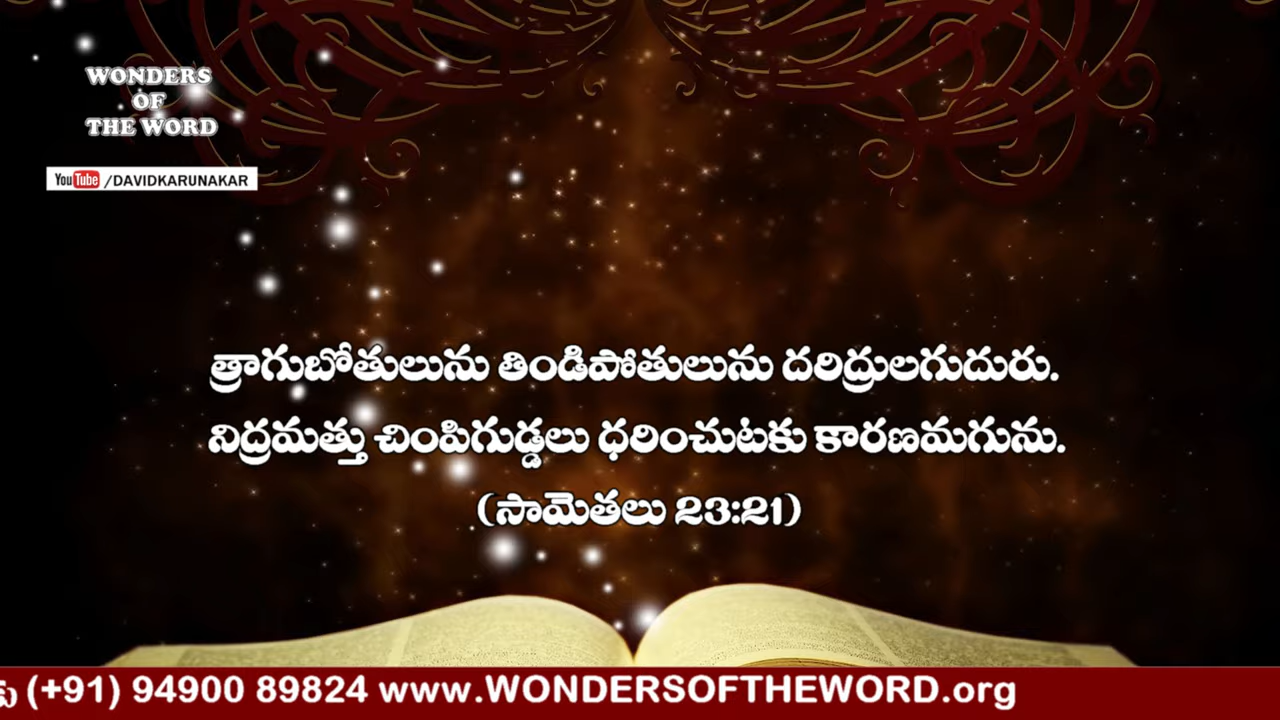 WONDERS
OF
THE WORD
YouTube /DAVIDKARUNAKAR
త్రాగుబోతులును తిండిపోతులును దరిద్రులగుదురు.
నిద్రమత్తు చింపిగుడ్డలు ధరించుటకు కారణమగును.
(సామెతలు 23:21)
(+91) 94900 89824 www.WONDERSOFTHEWORD.org